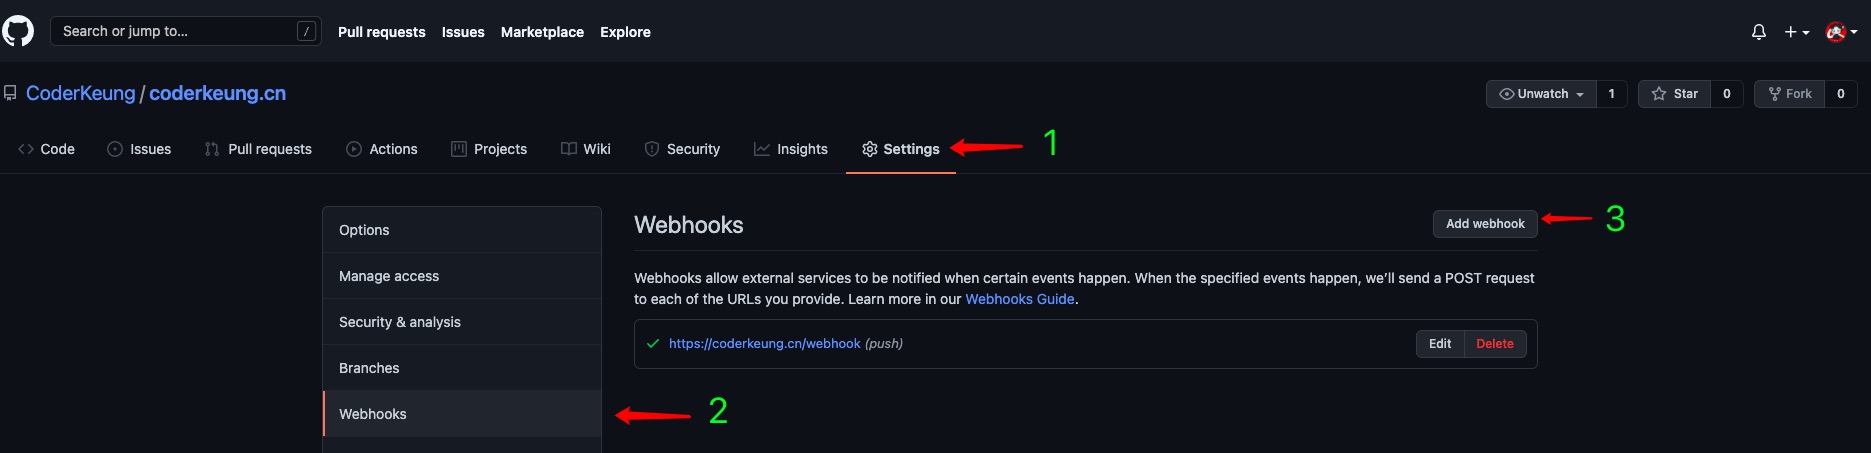 Search or jump to... /
Pull requests Issues Marketplace Explore
CoderKeung / coderkeung.cn
Unwatch 1 Star 0 Fork 0
Code Issues Pull requests Actions Projects Wiki Security Insights Settings 1
Options
Manage access
Security & analysis
Branches
Webhooks 2
Webhooks
Add webhook 3
Webhooks allow external services to be notified when certain events happen. When the specified events happen, we’ll send a POST request
to each of the URLs you provide. Learn more in our Webhooks Guide.
https://coderkeung.cn/webhook (push)
Edit Delete